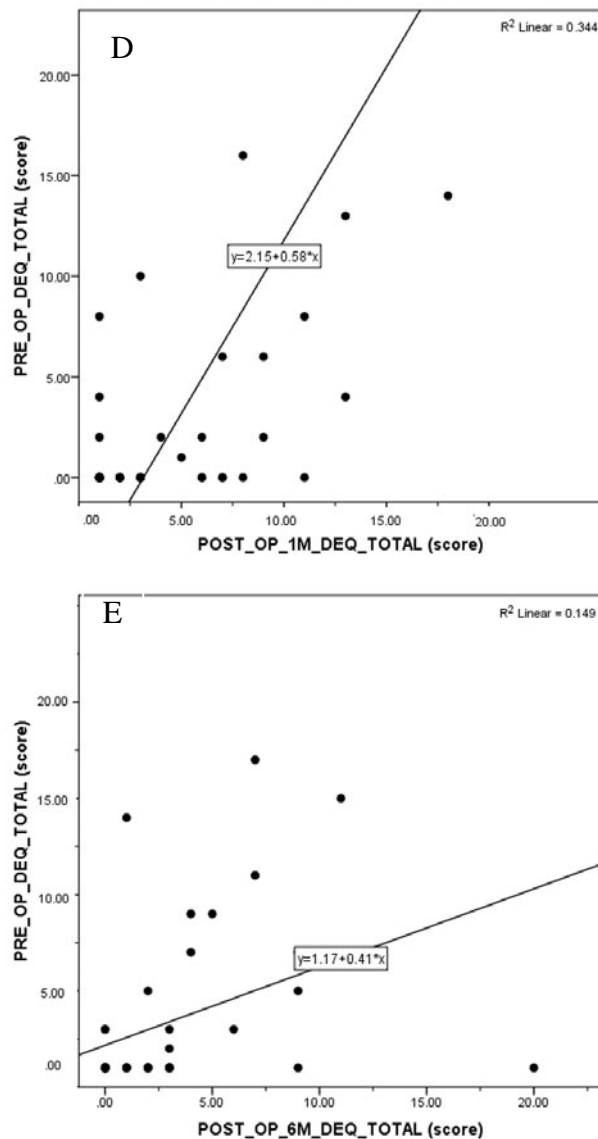 D
R² Linear = 0.344
PRE_OP_DEQ_TOTAL (score)
20.00
15.00
10.00
5.00
.00
y=2.15+0.58*x
.00 5.00 10.00 15.00 20.00
POST_OP_1M_DEQ_TOTAL (score)
E
R² Linear = 0.149
PRE_OP_DEQ_TOTAL (score)
20.00
15.00
10.00
5.00
.00
y=1.17+0.41*x
.00 5.00 10.00 15.00 20.00
POST_OP_6M_DEQ_TOTAL (score)